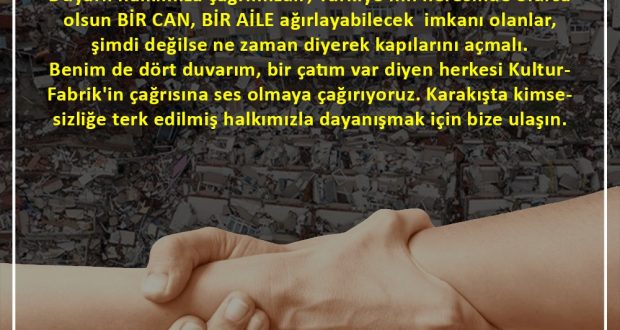 olsun BİR CAN, BİR AİLE ağırlayabilecek imkanı olanlar,
şimdi değilse ne zaman diyerek kapılarını açmalı.
Benim de dört duvarım, bir çatım var diyen herkesi Kultur-
Fabrik'in çağrısına ses olmaya çağırıyoruz. Karakışta kimse-
sizliğe terk edilmiş halkımızla dayanışmak için bize ulaşın.